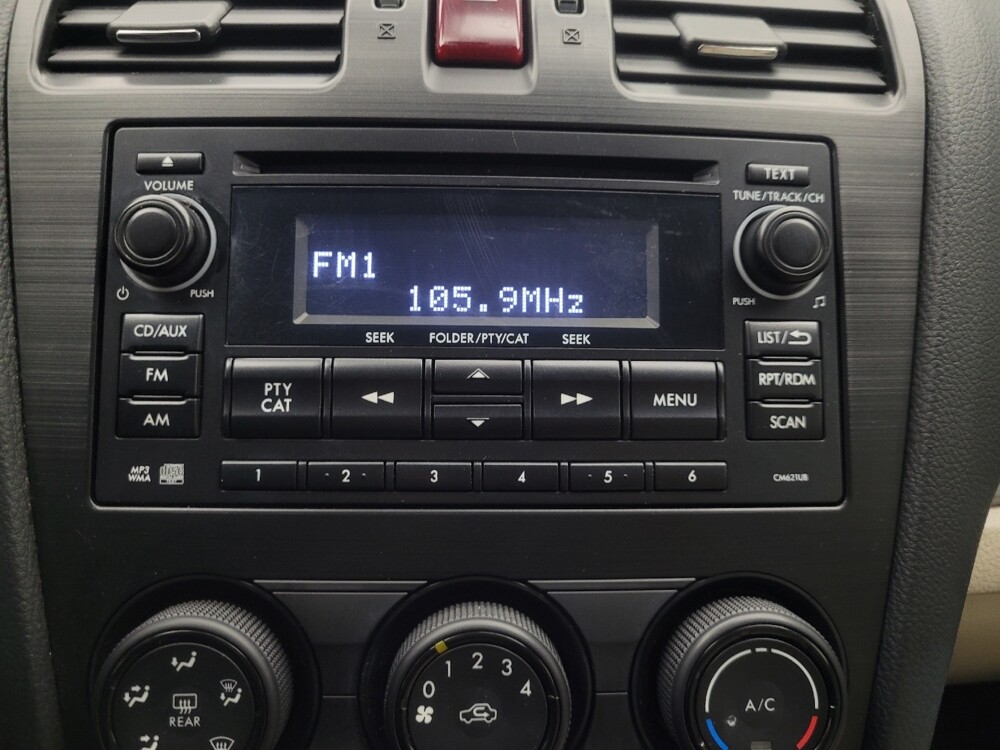 TEXT
VOLUME
TUNE/TRACK/CH
FM1
105.9MHz
PUSH
PUSH
SEEK FOLDER/PTY/CAT SEEK
CD/AUX
LIST/
FM
PTY
CAT
MENU
RPT/RDM
AM
SCAN
MP3
WMA
1 2 3 4 5 6
CM621UB
REAR
0 1 2 3 4
A/C